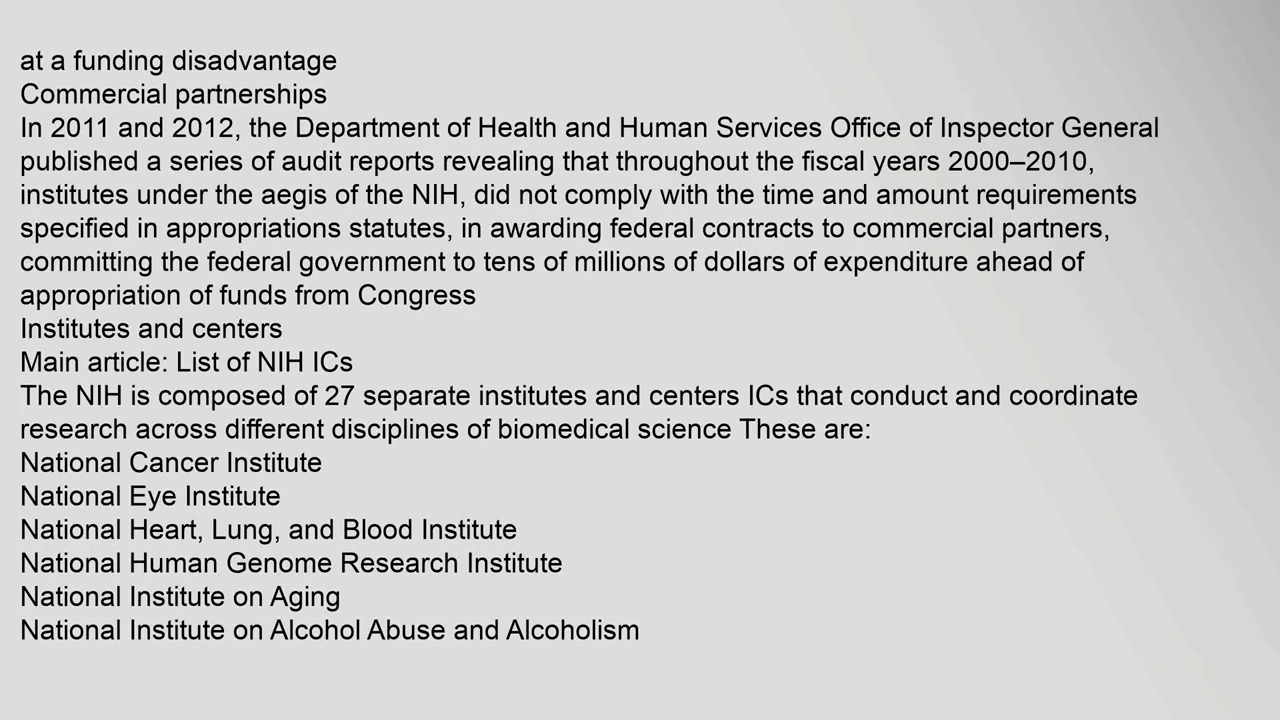 at a funding disadvantage
Commercial partnerships
In 2011 and 2012, the Department of Health and Human Services Office of Inspector General
published a series of audit reports revealing that throughout the fiscal years 2000–2010,
institutes under the aegis of the NIH, did not comply with the time and amount requirements
specified in appropriations statutes, in awarding federal contracts to commercial partners,
committing the federal government to tens of millions of dollars of expenditure ahead of
appropriation of funds from Congress
Institutes and centers
Main article: List of NIH ICs
The NIH is composed of 27 separate institutes and centers ICs that conduct and coordinate
research across different disciplines of biomedical science These are:
National Cancer Institute
National Eye Institute
National Heart, Lung, and Blood Institute
National Human Genome Research Institute
National Institute on Aging
National Institute on Alcohol Abuse and Alcoholism